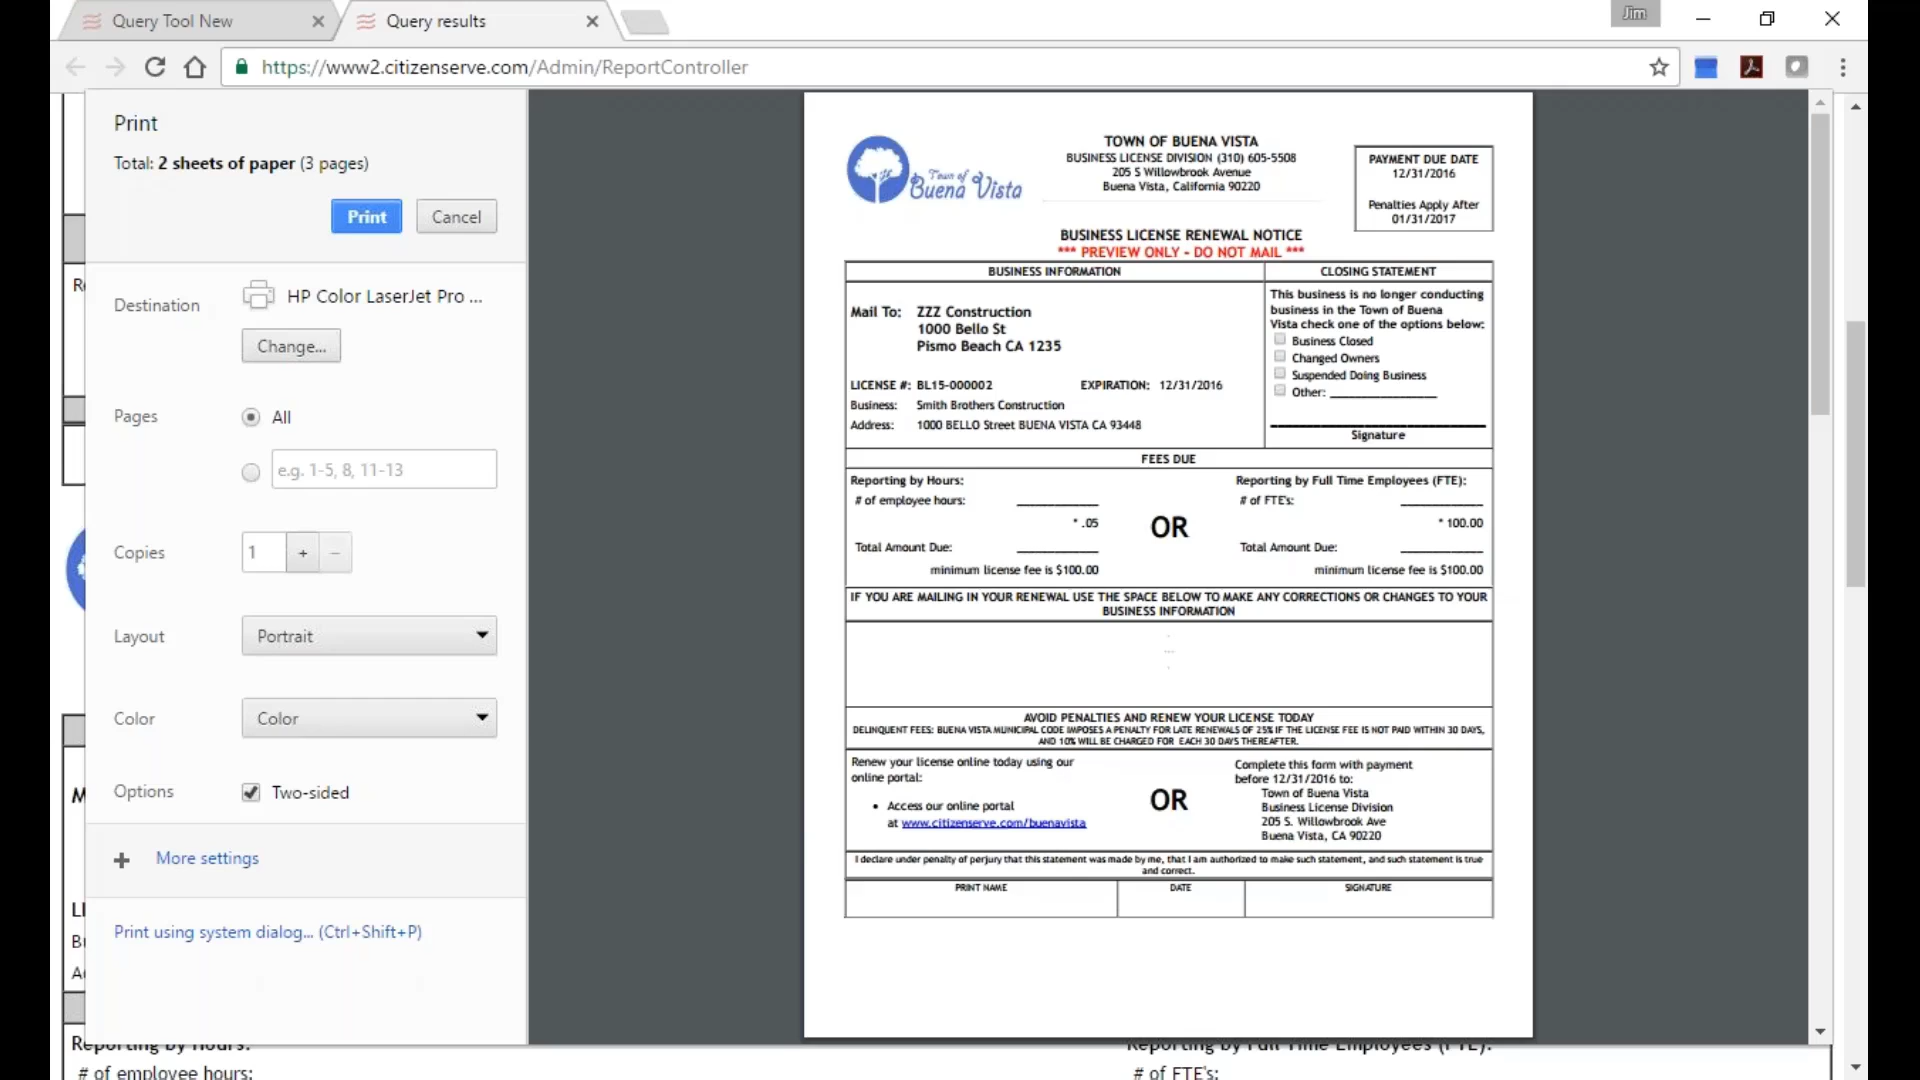 Query Tool New
Query results
Jim
https://www2.citizenserve.com/Admin/ReportController
Print
Total: 2 sheets of paper (3 pages)
Print
Cancel
Destination
HP Color LaserJet Pro ...
Change...
Pages
All
e.g. 1-5, 8, 11-13
Copies
1
+
-
Layout
Portrait
Color
Color
Options
Two-sided
More settings
Print using system dialog... (Ctrl+Shift+P)
Town of
Buena Vista
TOWN OF BUENA VISTA
BUSINESS LICENSE DIVISION (310) 605-5508
205 S Willowbrook Avenue
Buena Vista, California 90220
PAYMENT DUE DATE
12/31/2016
Penalties Apply After
01/31/2017
BUSINESS LICENSE RENEWAL NOTICE
*** PREVIEW ONLY - DO NOT MAIL ***
BUSINESS INFORMATION
Mail To: ZZZ Construction
1000 Bello St
Pismo Beach CA 1235
LICENSE #: BL15-000002 EXPIRATION: 12/31/2016
Business: Smith Brothers Construction
Address: 1000 BELLO Street BUENA VISTA CA 93448
CLOSING STATEMENT
This business is no longer conducting
business in the Town of Buena
Vista check one of the options below:
Business Closed
Changed Owners
Suspended Doing Business
Other: __________________
Signature
FEES DUE
Reporting by Hours:
# of employee hours: ____________
* .05
Total Amount Due: ____________
minimum license fee is $100.00
OR
Reporting by Full Time Employees (FTE):
# of FTE's: ____________
* 100.00
Total Amount Due: ____________
minimum license fee is $100.00
IF YOU ARE MAILING IN YOUR RENEWAL USE THE SPACE BELOW TO MAKE ANY CORRECTIONS OR CHANGES TO YOUR
BUSINESS INFORMATION
AVOID PENALTIES AND RENEW YOUR LICENSE TODAY
DELINQUENT FEES: BUENA VISTA MUNICIPAL CODE IMPOSES A PENALTY FOR LATE RENEWALS OF 25% IF THE LICENSE FEE IS NOT PAID WITHIN 30 DAYS,
AND 10% WILL BE CHARGED FOR EACH 30 DAYS THEREAFTER.
Renew your license online today using our
online portal:
• Access our online portal
at www.citizenserve.com/buenavista
OR
Complete this form with payment
before 12/31/2016 to:
Town of Buena Vista
Business License Division
205 S. Willowbrook Ave
Buena Vista, CA 90220
I declare under penalty of perjury that this statement was made by me, that I am authorized to make such statement, and such statement is true
and correct.
PRINT NAME
DATE
SIGNATURE
Reporting by Hours:
Reporting by Full Time Employees (FTE):
# of employee hours:
# of FTE's: